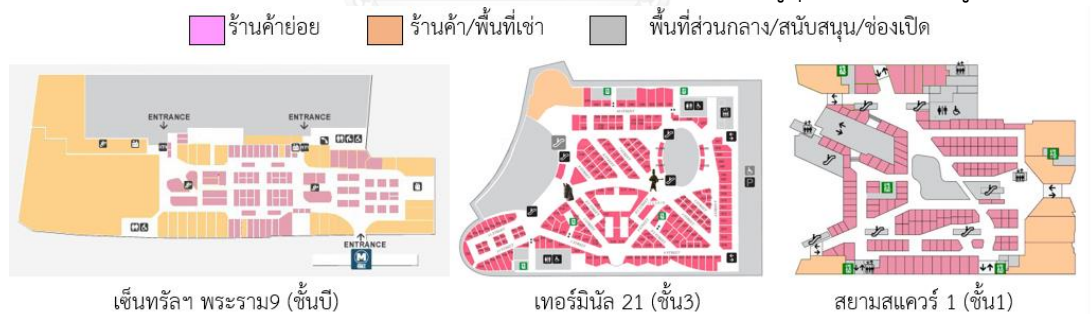 ร้านค้าย่อย
ร้านค้า/พื้นที่เช่า
พื้นที่ส่วนกลาง/สนับสนุน/ช่องเปิด
ENTRANCE
ENTRANCE
ENTRANCE
M
เซ็นทรัลฯ พระราม9 (ชั้นบี)
เทอร์มินัล 21 (ชั้น3)
สยามสแควร์ 1 (ชั้น1)